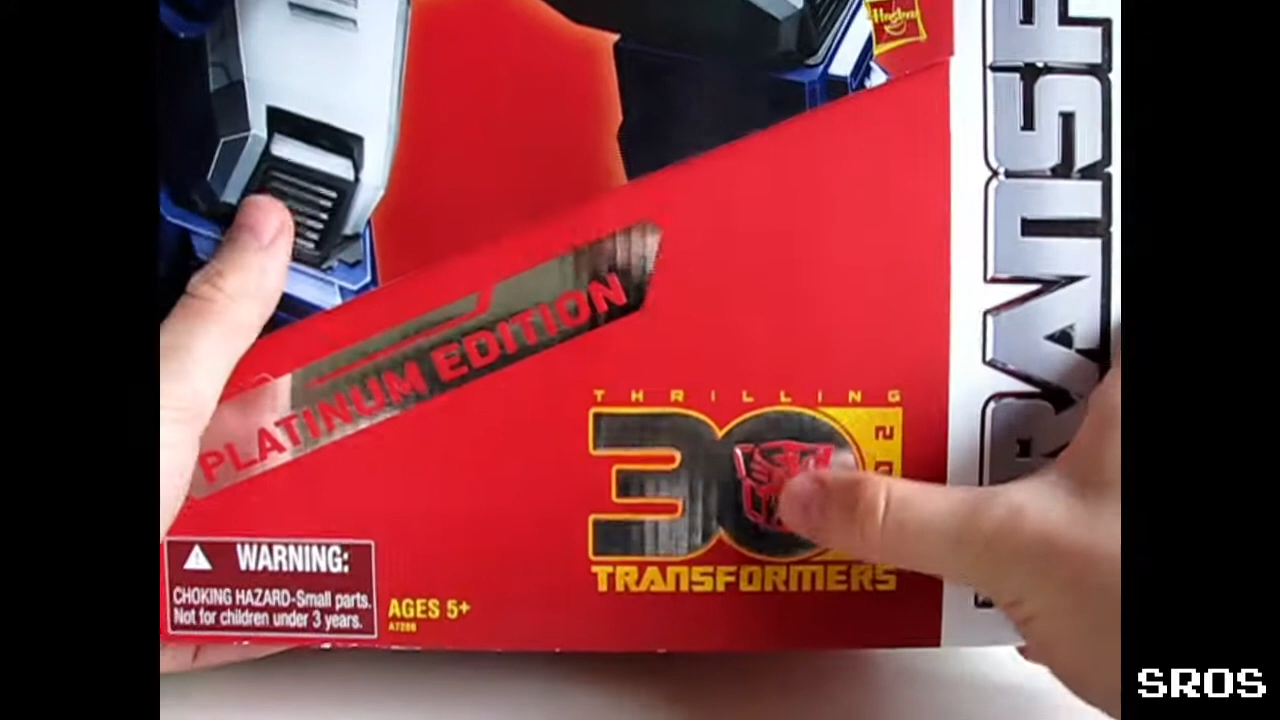 Hasbro
PLATINUM EDITION
THRILLING
30
TRANSFORMERS
WARNING:
CHOKING HAZARD-Small parts.
Not for children under 3 years.
AGES 5+
A7286
SROS